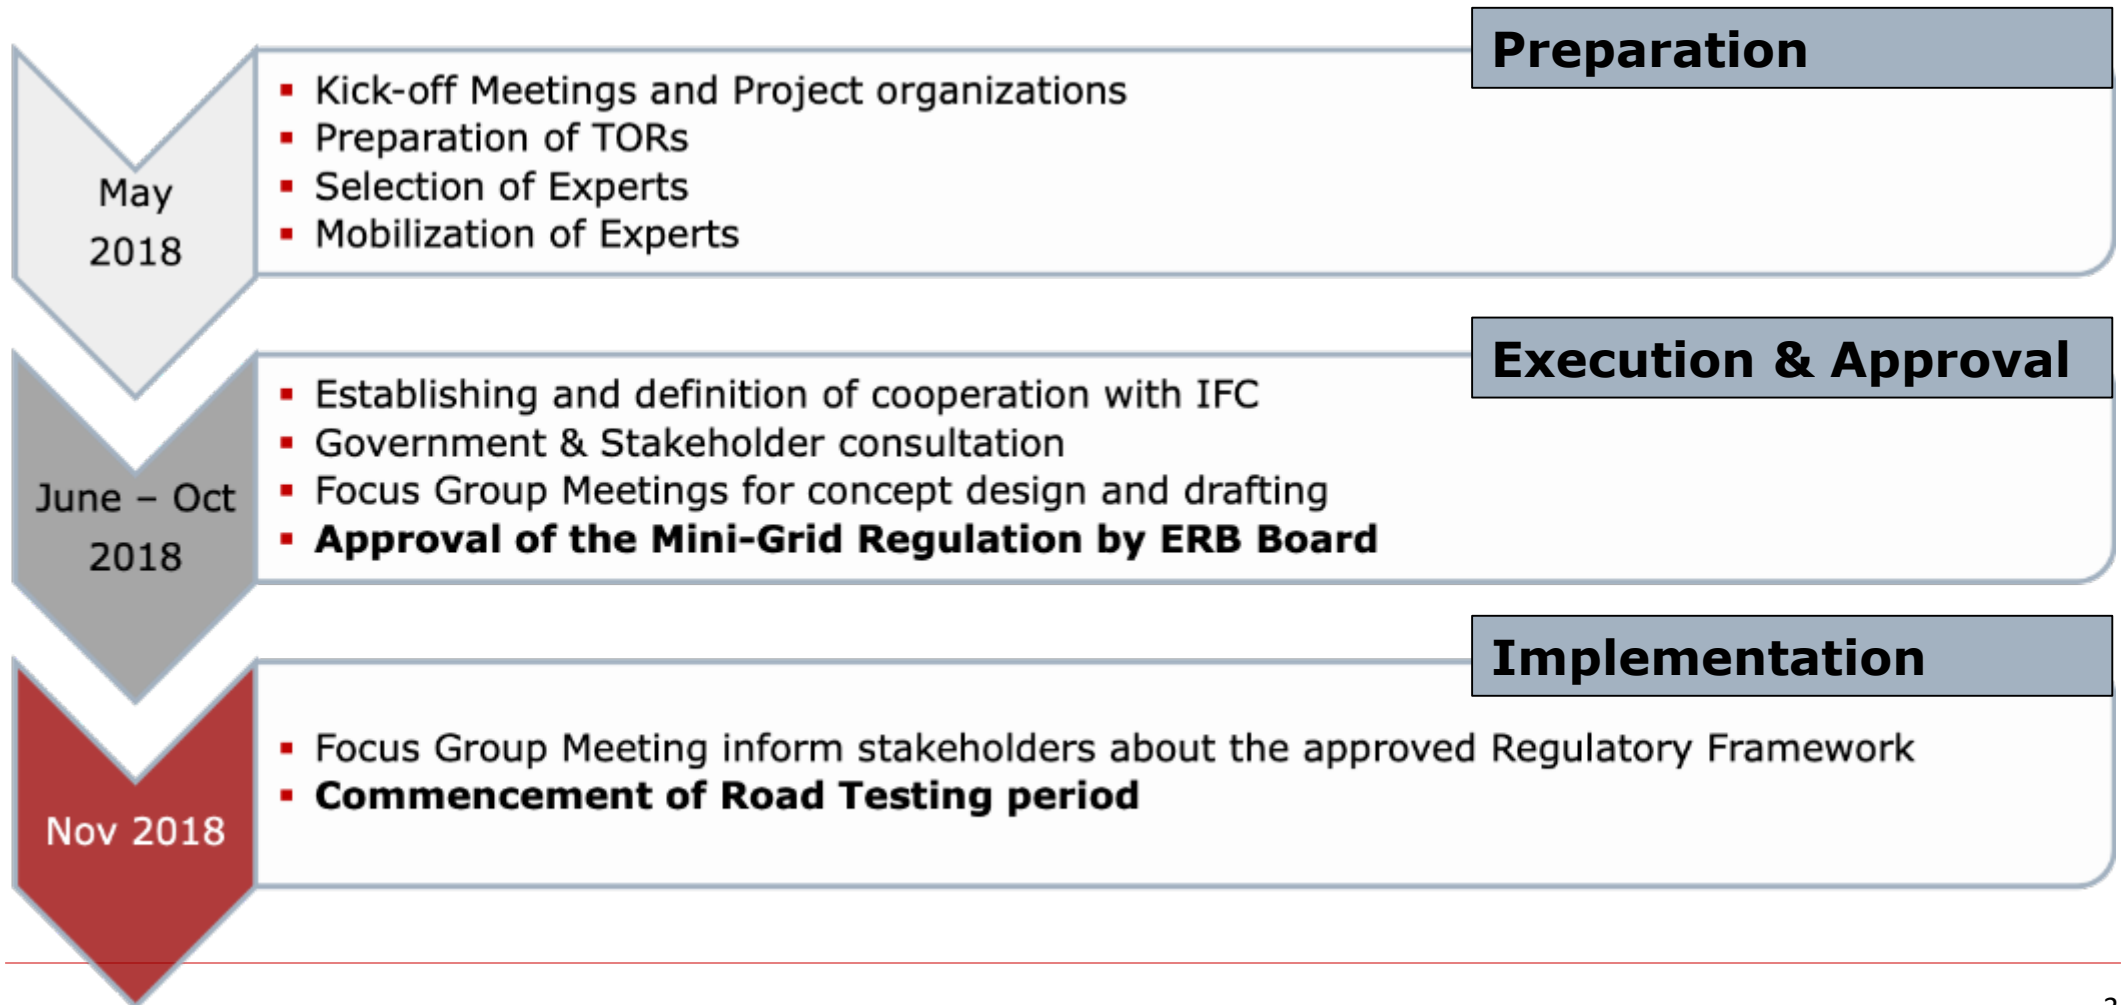 Preparation
May
2018
▪ Kick-off Meetings and Project organizations
▪ Preparation of TORs
▪ Selection of Experts
▪ Mobilization of Experts
Execution & Approval
June – Oct
2018
▪ Establishing and definition of cooperation with IFC
▪ Government & Stakeholder consultation
▪ Focus Group Meetings for concept design and drafting
▪ Approval of the Mini-Grid Regulation by ERB Board
Implementation
Nov 2018
▪ Focus Group Meeting inform stakeholders about the approved Regulatory Framework
▪ Commencement of Road Testing period